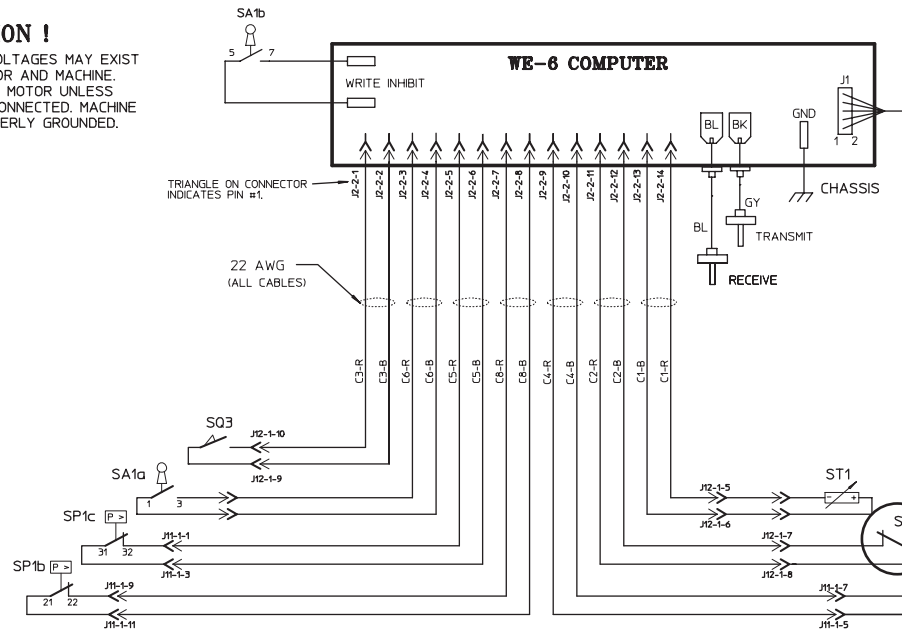 ON !
OLTAGES MAY EXIST
OR AND MACHINE.
MOTOR UNLESS
ONNECTED. MACHINE
ERLY GROUNDED.
SA1b
5 7
WRITE INHIBIT
WE-6 COMPUTER
BL
BK
GND
J1
1 2
CHASSIS
TRIANGLE ON CONNECTOR
INDICATES PIN #1.
J2-2-1
J2-2-2
J2-2-3
J2-2-4
J2-2-5
J2-2-6
J2-2-7
J2-2-8
J2-2-9
J2-2-10
J2-2-11
J2-2-12
J2-2-13
J2-2-14
GY
BL
TRANSMIT
RECEIVE
22 AWG
(ALL CABLES)
C3-R
C3-B
C6-R
C6-B
C5-R
C5-B
C8-R
C8-B
C4-R
C4-B
C2-R
C2-B
C1-B
C1-R
SQ3
J12-1-10
J12-1-9
SA1a
1 3
SP1c
P >
31 32
J11-1-1
J11-1-3
SP1b
P >
21 22
J11-1-9
J11-1-11
J12-1-5
J12-1-6
ST1
- +
J12-1-7
J12-1-8
S
J11-1-7
J11-1-5